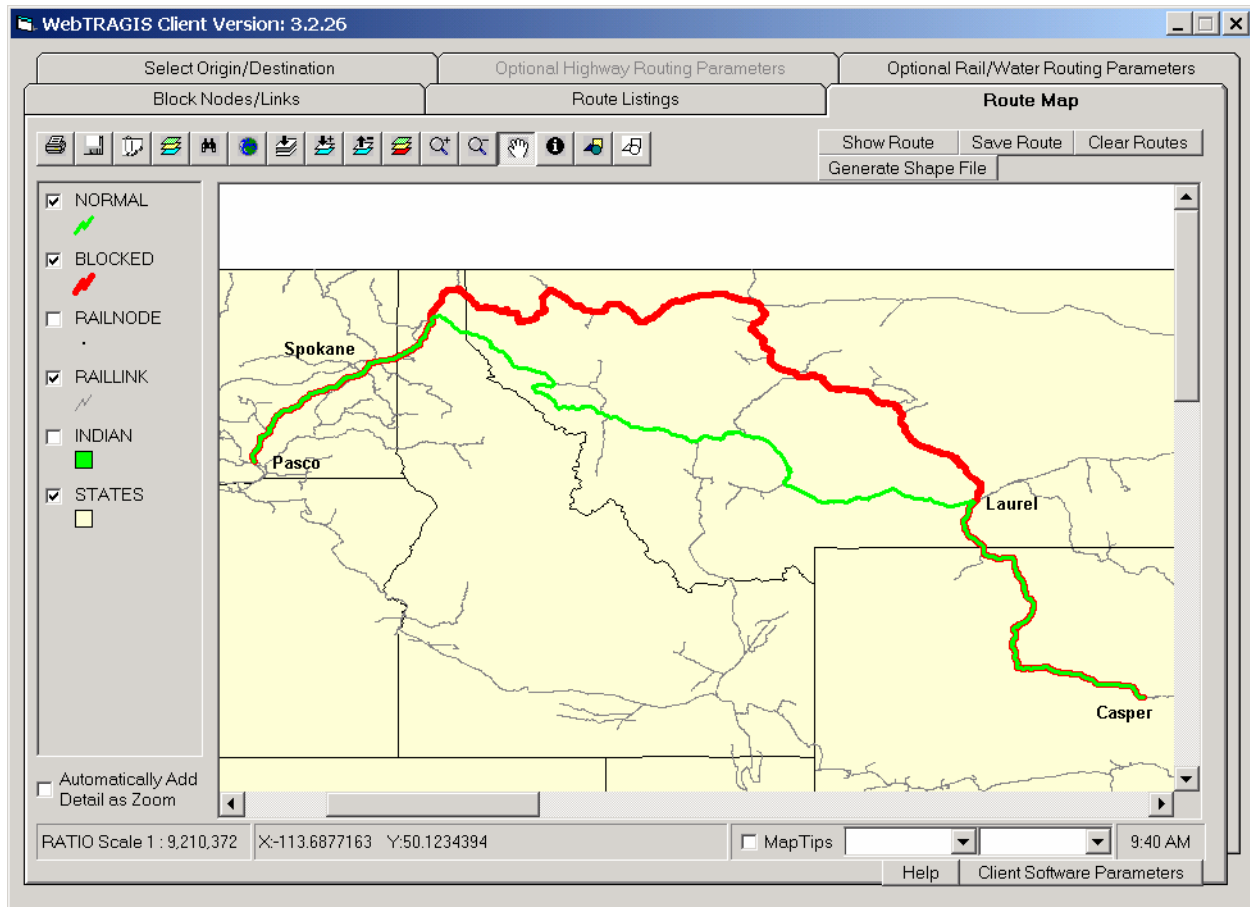 WebTRAGIS Client Version: 3.2.26
Select Origin/Destination
Optional Highway Routing Parameters
Optional Rail/Water Routing Parameters
Block Nodes/Links
Route Listings
Route Map
Show Route
Save Route
Clear Routes
Generate Shape File
NORMAL
BLOCKED
RAILNODE
RAILLINK
INDIAN
STATES
Spokane
Pasco
Laurel
Casper
Automatically Add
Detail as Zoom
RATIO Scale 1 : 9,210,372
X:-113.6877163 Y:50.1234394
MapTips
9:40 AM
Help
Client Software Parameters